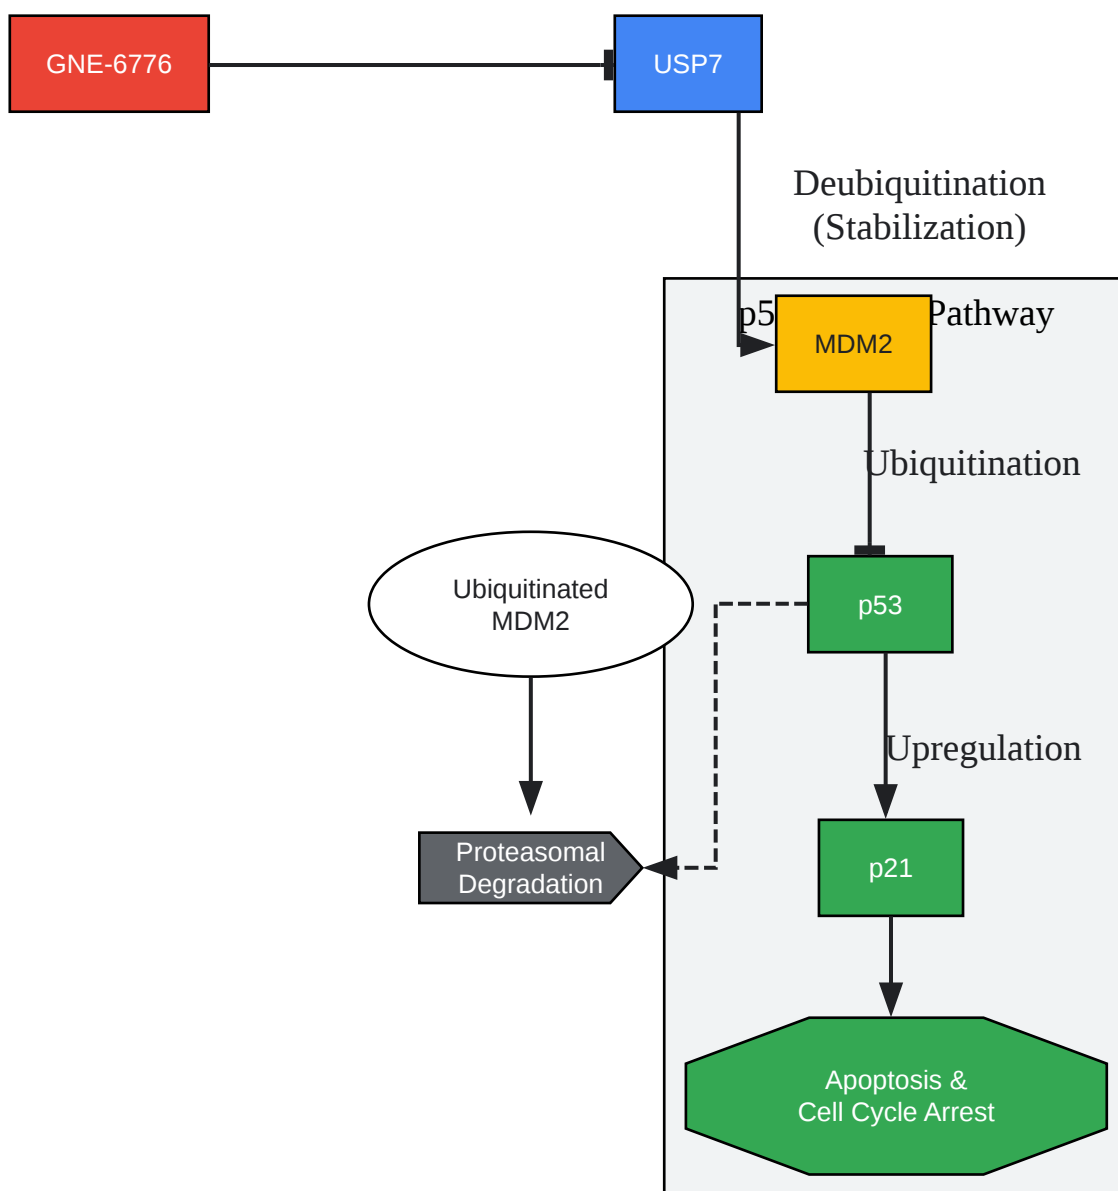 GNE-6776
USP7
Deubiquitination
(Stabilization)
Pathway
MDM2
Ubiquitination
Ubiquitinated
MDM2
p53
Upregulation
Proteasomal
Degradation
p21
Apoptosis &
Cell Cycle Arrest